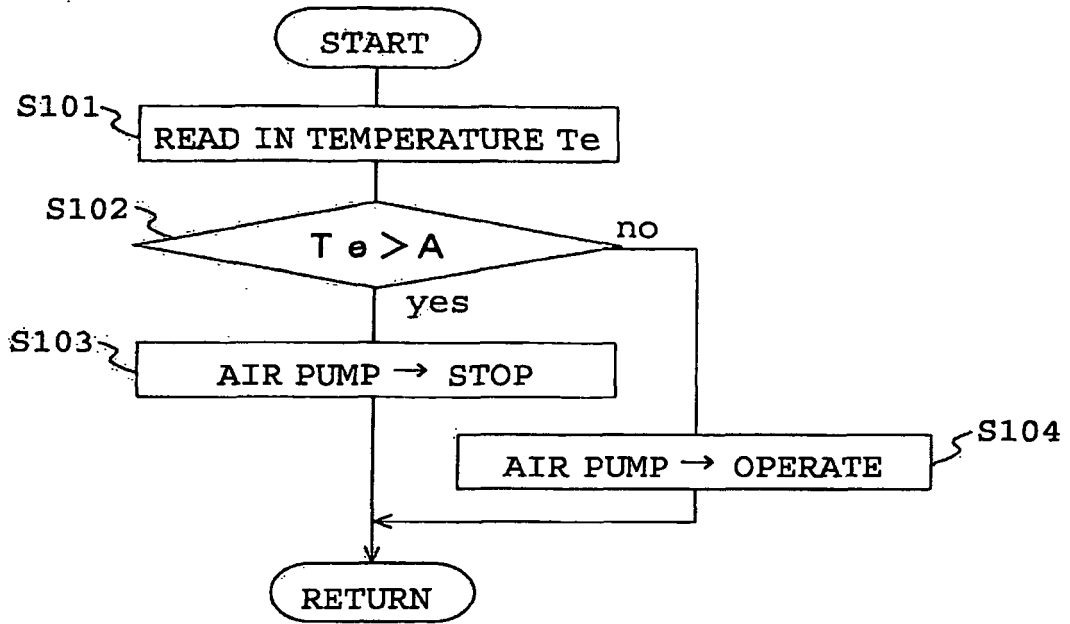 START
S101
READ IN TEMPERATURE Te
S102
Te>A
no
yes
S103
AIR PUMP → STOP
S104
AIR PUMP → OPERATE
RETURN